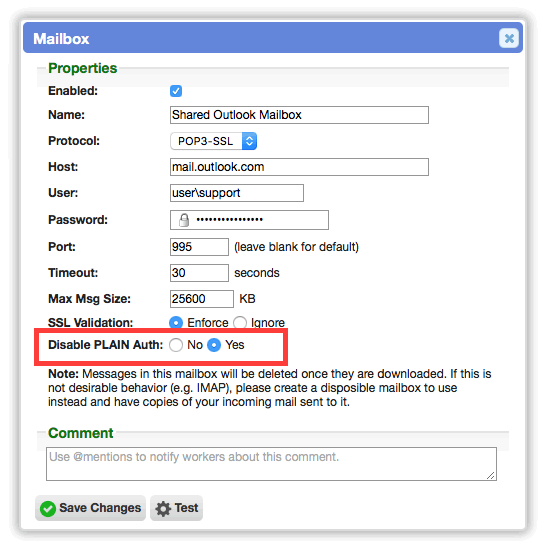 Mailbox
Properties
Enabled:
Name: Shared Outlook Mailbox
Protocol: POP3-SSL
Host: mail.outlook.com
User: user\support
Password: ••••••••••••••••
Port: 995 (leave blank for default)
Timeout: 30 seconds
Max Msg Size: 25600 KB
SSL Validation: Enforce Ignore
Disable PLAIN Auth: No Yes
Note: Messages in this mailbox will be deleted once they are downloaded. If this
is not desirable behavior (e.g. IMAP), please create a disposible mailbox to use
instead and have copies of your incoming mail sent to it.
Comment
Use @mentions to notify workers about this comment.
Save Changes Test